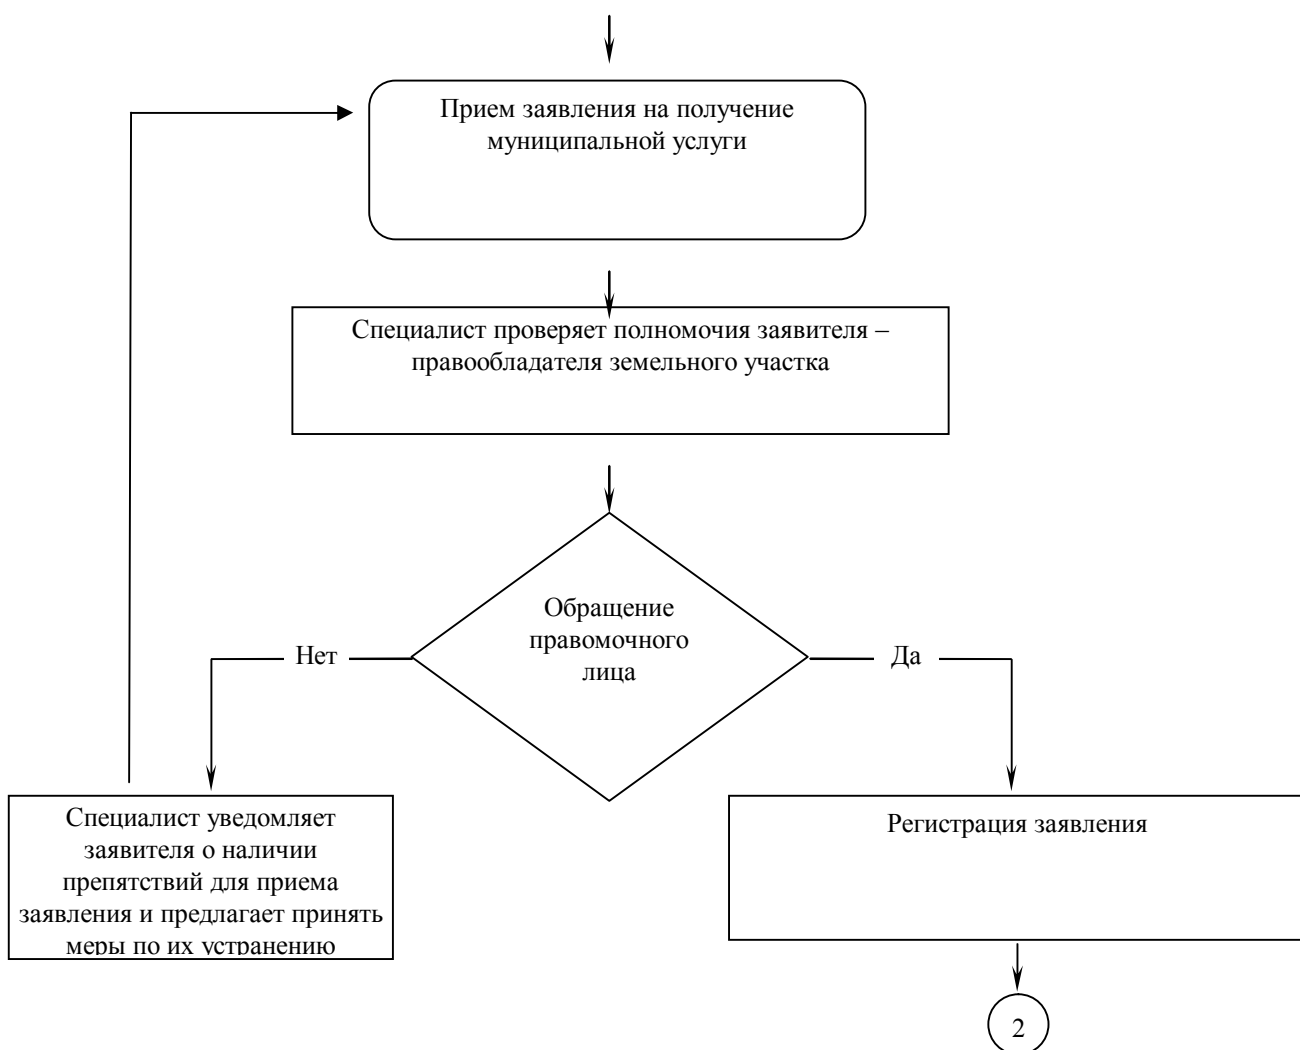 Прием заявления на получение
муниципальной услуги
Специалист проверяет полномочия заявителя –
правообладателя земельного участка
Обращение
правомочного
лица
Нет
Да
Специалист уведомляет
заявителя о наличии
препятствий для приема
заявления и предлагает принять
меры по их устранению
Регистрация заявления
2